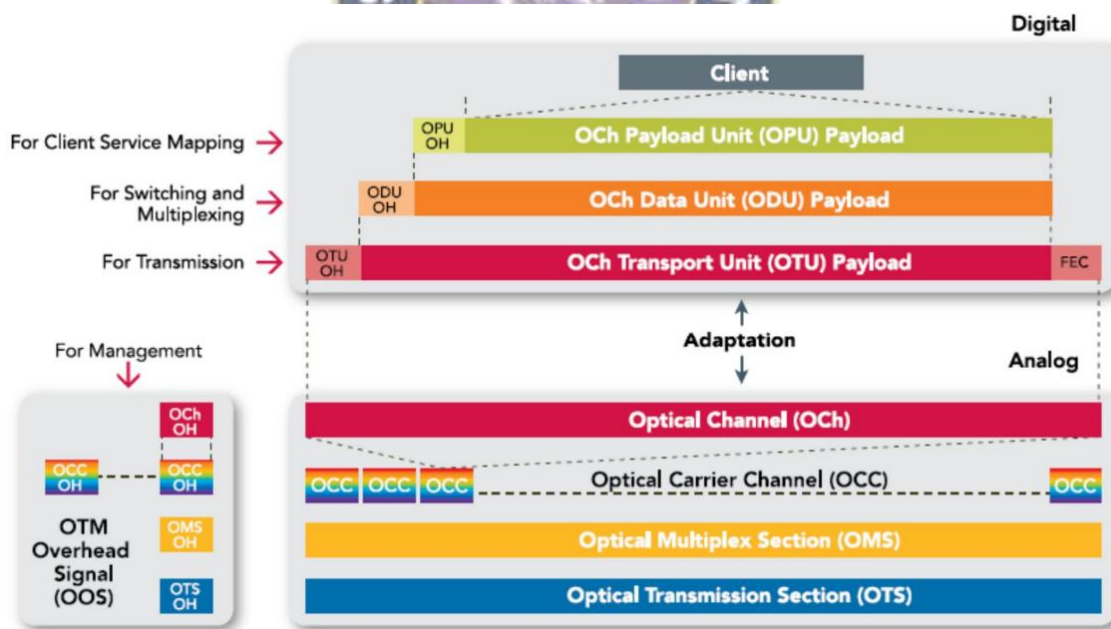 Digital
Client
For Client Service Mapping
OPU
OH
OCh Payload Unit (OPU) Payload
For Switching and
Multiplexing
ODU
OH
OCh Data Unit (ODU) Payload
For Transmission
OTU
OH
OCh Transport Unit (OTU) Payload
FEC
Adaptation
For Management
Analog
OCh
OH
Optical Channel (OCh)
OCC
OH
OCC
OH
OCC
OCC
OCC
Optical Carrier Channel (OCC)
OCC
OTM
Overhead
Signal
(OOS)
OMS
OH
Optical Multiplex Section (OMS)
OTS
OH
Optical Transmission Section (OTS)